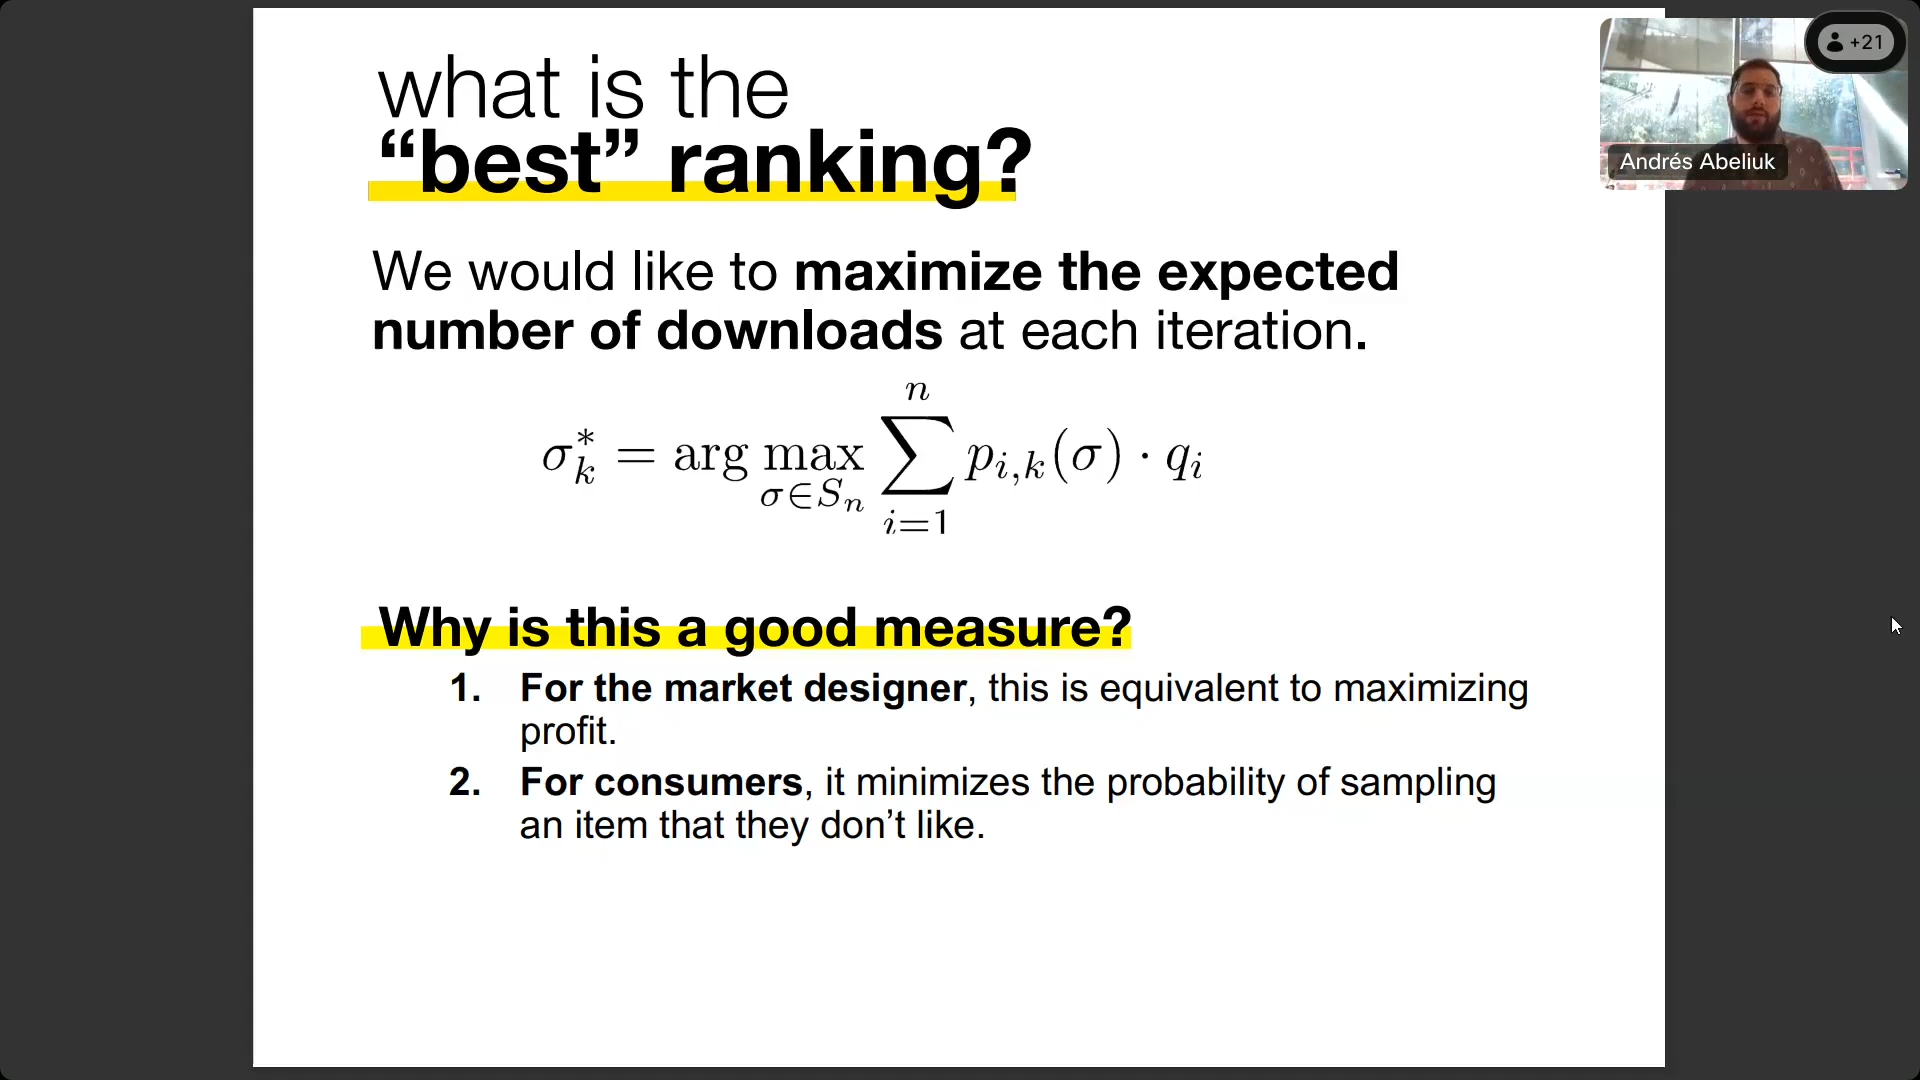 what is the
“best” ranking?
We would like to maximize the expected
number of downloads at each iteration.
σ*_k = arg max_{σ∈S_n} ∑_{i=1}^{n} p_{i,k}(σ) · q_i
Why is this a good measure?
1. For the market designer, this is equivalent to maximizing
profit.
2. For consumers, it minimizes the probability of sampling
an item that they don’t like.
+21
Andrés Abeliuk